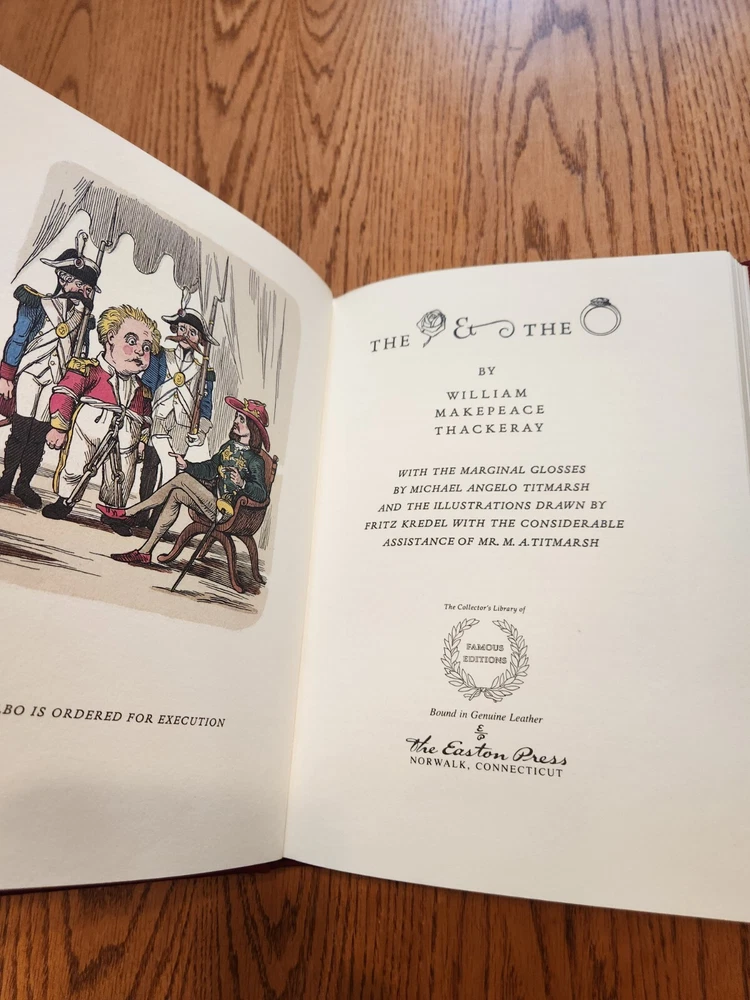 BO IS ORDERED FOR EXECUTION
THE Et THE
BY
WILLIAM
MAKEPEACE
THACKERAY
WITH THE MARGINAL GLOSSES
BY MICHAEL ANGELO TITMARSH
AND THE ILLUSTRATIONS DRAWN BY
FRITZ KREDEL WITH THE CONSIDERABLE
ASSISTANCE OF MR. M. A. TITMARSH
The Collector's Library of
FAMOUS
EDITIONS
Bound in Genuine Leather
The Easton Press
NORWALK, CONNECTICUT